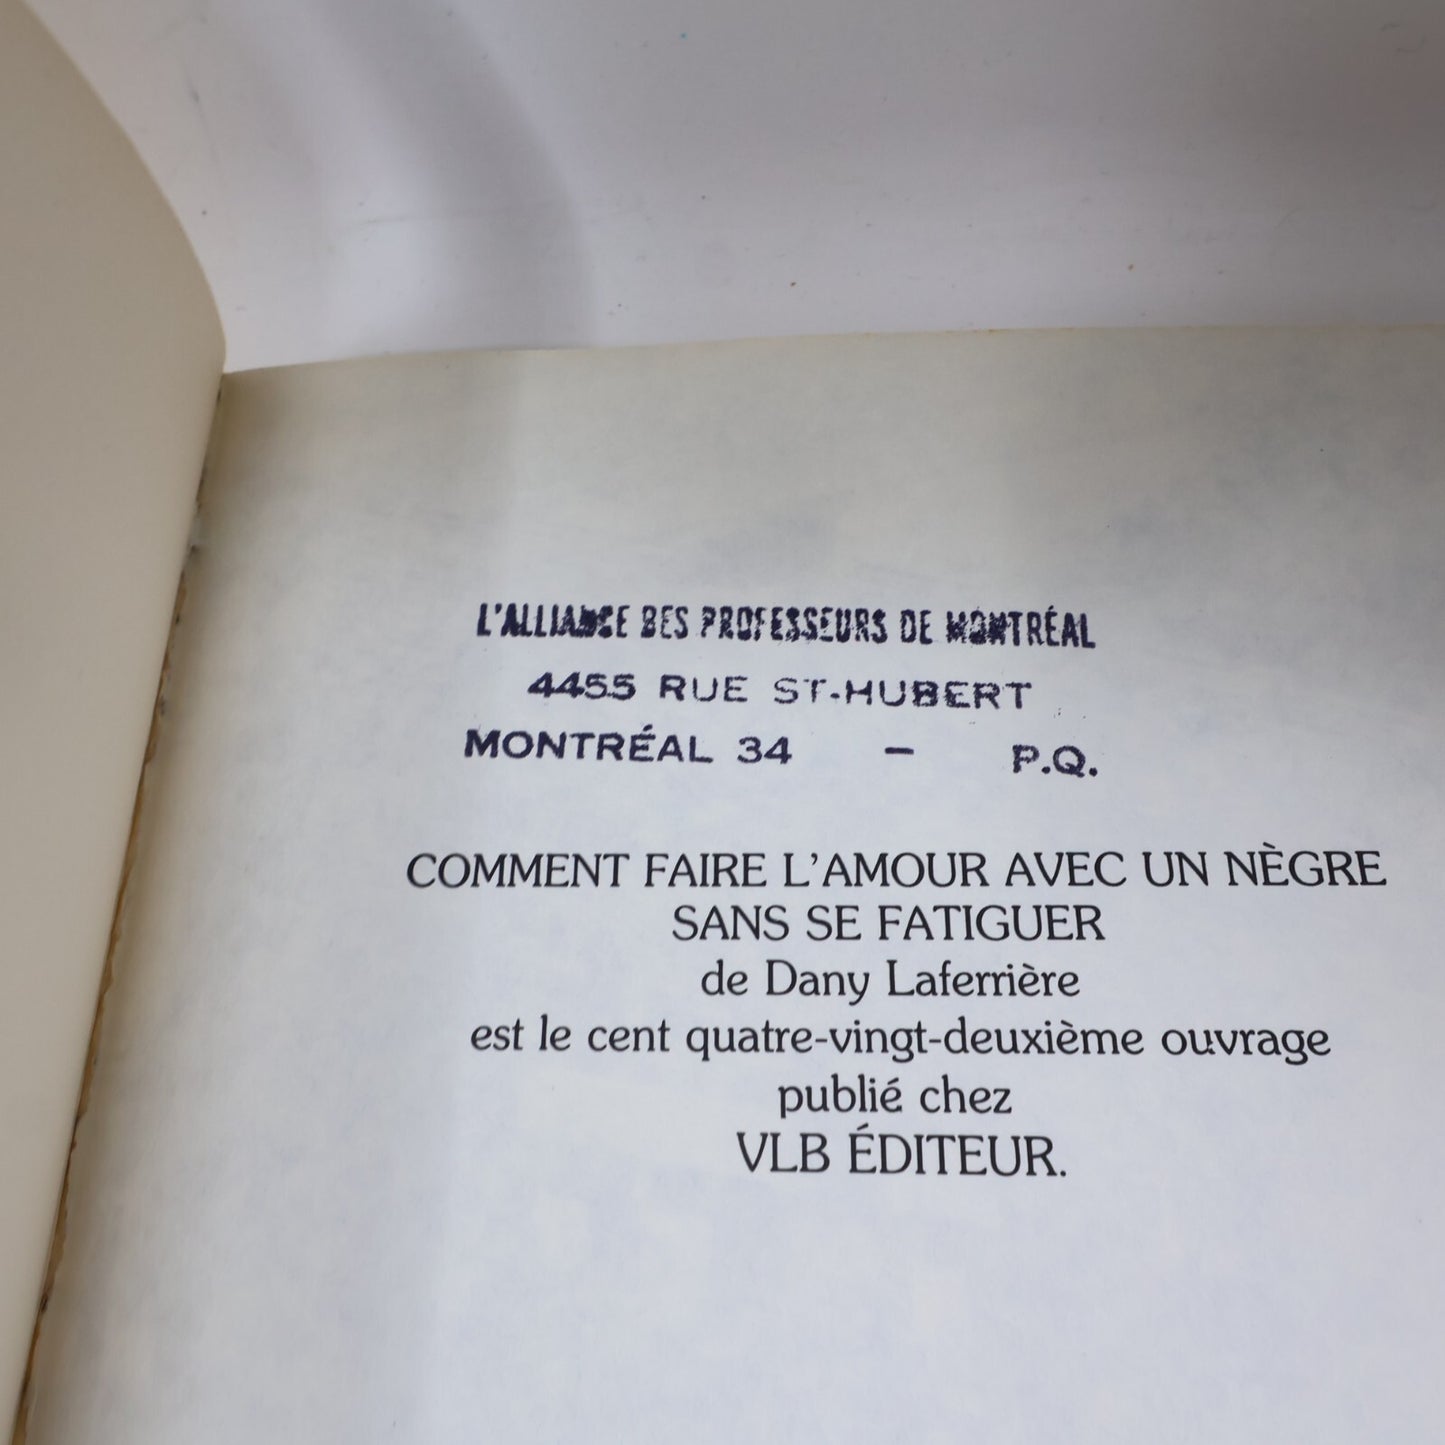 L'ALLIANCE DES PROFESSEURS DE MONTRÉAL
4455 RUE ST-HUBERT
MONTRÉAL 34 – P.Q.
COMMENT FAIRE L'AMOUR AVEC UN NÈGRE
SANS SE FATIGUER
de Dany Laferrière
est le cent quatre-vingt-deuxième ouvrage
publié chez
VLB ÉDITEUR.